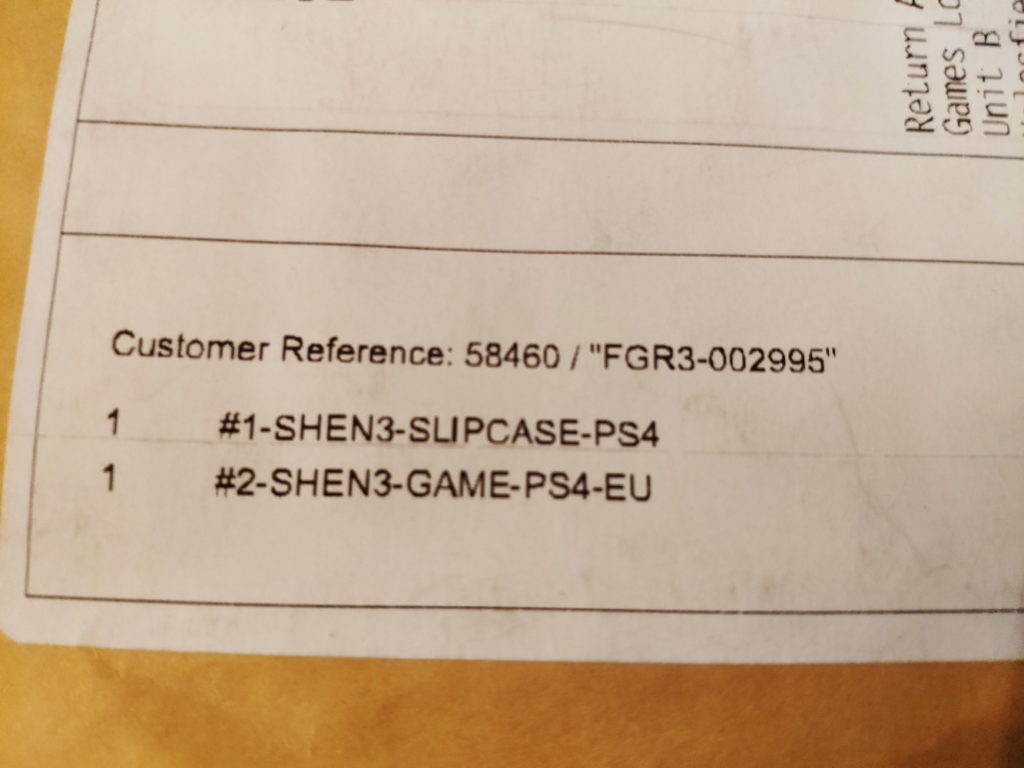 Return
Games
Unit B
Customer Reference: 58460 / "FGR3-002995"
1 #1-SHEN3-SLIPCASE-PS4
1 #2-SHEN3-GAME-PS4-EU